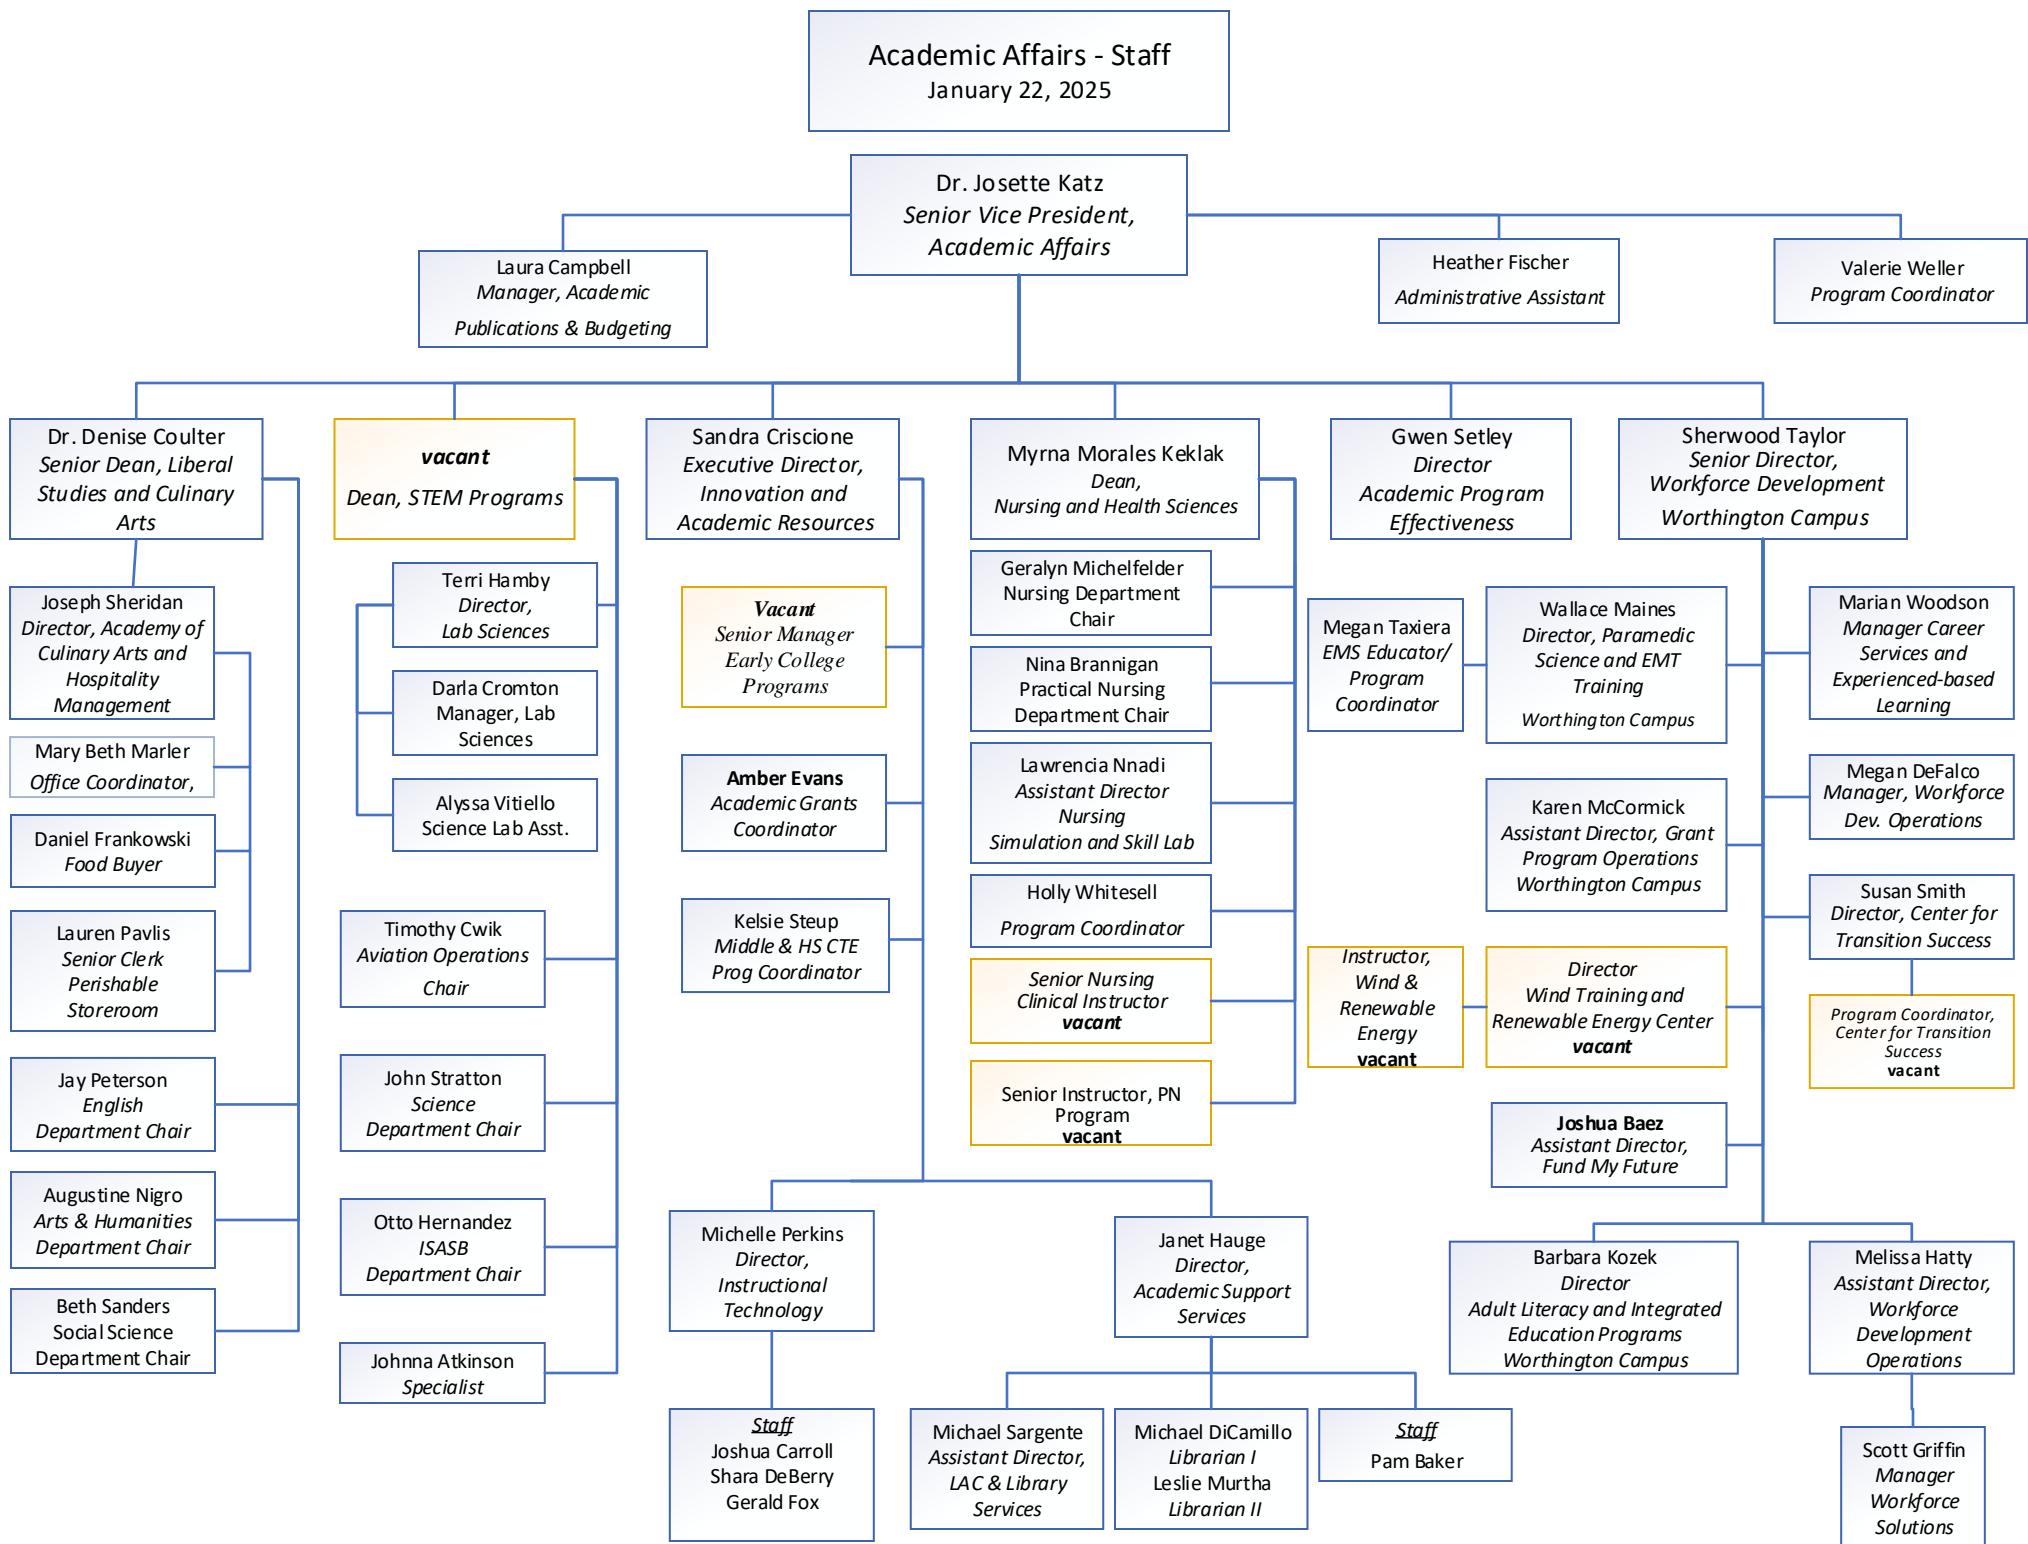 Academic Affairs - Staff
January 22, 2025
Dr. Josette Katz
Senior Vice President,
Academic Affairs
Laura Campbell
Manager, Academic
Publications & Budgeting
Heather Fischer
Administrative Assistant
Valerie Weller
Program Coordinator
Dr. Denise Coulter
Senior Dean, Liberal
Studies and Culinary
Arts
Joseph Sheridan
Director, Academy of
Culinary Arts and
Hospitality
Management
Mary Beth Marler
Office Coordinator,
Daniel Frankowski
Food Buyer
Lauren Pavlis
Senior Clerk
Perishable
Storeroom
Jay Peterson
English
Department Chair
Augustine Nigro
Arts & Humanities
Department Chair
Beth Sanders
Social Science
Department Chair
vacant
Dean, STEM Programs
Terri Hamby
Director,
Lab Sciences
Darla Cromton
Manager, Lab
Sciences
Alyssa Vitiello
Science Lab Asst.
Timothy Cwik
Aviation Operations
Chair
John Stratton
Science
Department Chair
Otto Hernandez
ISASB
Department Chair
Johnna Atkinson
Specialist
Sandra Criscione
Executive Director,
Innovation and
Academic Resources
Vacant
Senior Manager
Early College
Programs
Amber Evans
Academic Grants
Coordinator
Kelsie Steup
Middle & HS CTE
Prog Coordinator
Michelle Perkins
Director,
Instructional
Technology
Staff
Joshua Carroll
Shara DeBerry
Gerald Fox
Janet Hauge
Director,
Academic Support
Services
Michael Sargente
Assistant Director,
LAC & Library
Services
Michael DiCamillo
Librarian I
Leslie Murtha
Librarian II
Staff
Pam Baker
Myrna Morales Keklak
Dean,
Nursing and Health Sciences
Geralyn Michelfelder
Nursing Department
Chair
Nina Brannigan
Practical Nursing
Department Chair
Lawrencia Nnadi
Assistant Director
Nursing
Simulation and Skill Lab
Holly Whitesell
Program Coordinator
Senior Nursing
Clinical Instructor
vacant
Senior Instructor, PN
Program
vacant
Gwen Setley
Director
Academic Program
Effectiveness
Sherwood Taylor
Senior Director,
Workforce Development
Worthington Campus
Megan Taxiera
EMS Educator/
Program
Coordinator
Wallace Maines
Director, Paramedic
Science and EMT
Training
Worthington Campus
Karen McCormick
Assistant Director, Grant
Program Operations
Worthington Campus
Instructor,
Wind &
Renewable
Energy
vacant
Director
Wind Training and
Renewable Energy Center
vacant
Joshua Baez
Assistant Director,
Fund My Future
Marian Woodson
Manager Career
Services and
Experienced-based
Learning
Megan DeFalco
Manager, Workforce
Dev. Operations
Susan Smith
Director, Center for
Transition Success
Program Coordinator,
Center for Transition
Success
vacant
Barbara Kozek
Director
Adult Literacy and Integrated
Education Programs
Worthington Campus
Melissa Hatty
Assistant Director,
Workforce
Development
Operations
Scott Griffin
Manager
Workforce
Solutions